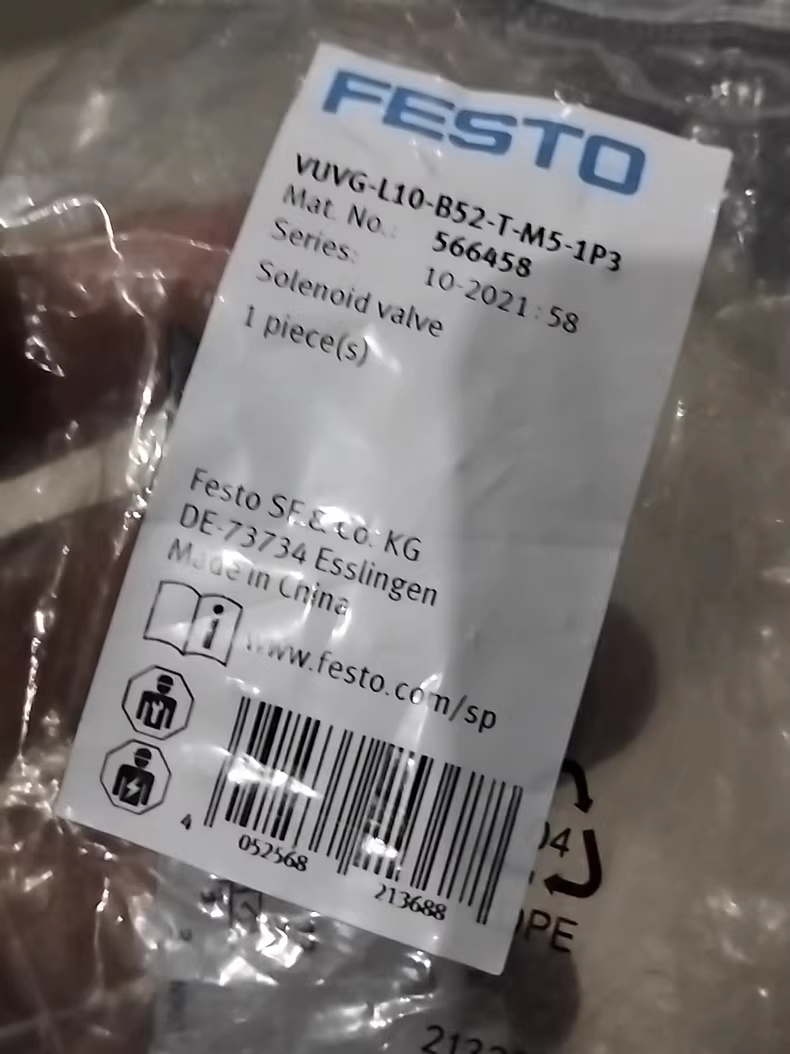 FESTO
VUVG-L10-B52-T-M5-1P3
Mat. No.: 566458
Series: 10-2021:58
Solenoid valve
1 piece(s)
Festo SE & Co. KG
DE-73734 Esslingen
Made in China
www.festo.com/sp
4 052568 213688
04
PE